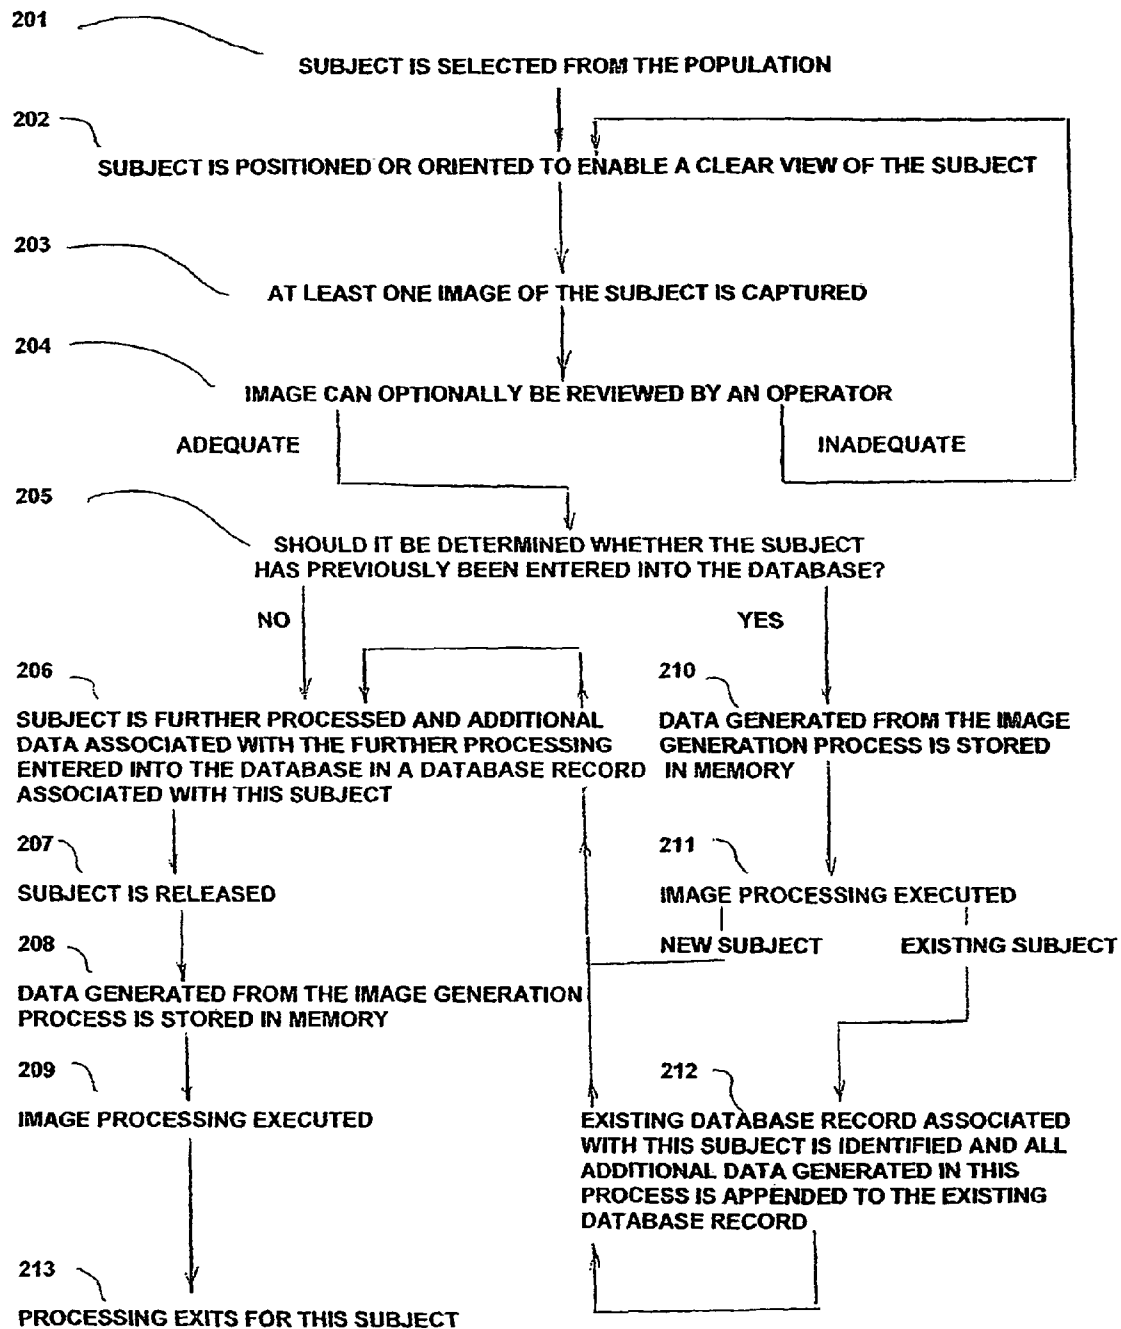 201
SUBJECT IS SELECTED FROM THE POPULATION
202
SUBJECT IS POSITIONED OR ORIENTED TO ENABLE A CLEAR VIEW OF THE SUBJECT
203
AT LEAST ONE IMAGE OF THE SUBJECT IS CAPTURED
204
IMAGE CAN OPTIONALLY BE REVIEWED BY AN OPERATOR
ADEQUATE
INADEQUATE
205
SHOULD IT BE DETERMINED WHETHER THE SUBJECT
HAS PREVIOUSLY BEEN ENTERED INTO THE DATABASE?
NO
YES
206
SUBJECT IS FURTHER PROCESSED AND ADDITIONAL
DATA ASSOCIATED WITH THE FURTHER PROCESSING
ENTERED INTO THE DATABASE IN A DATABASE RECORD
ASSOCIATED WITH THIS SUBJECT
210
DATA GENERATED FROM THE IMAGE
GENERATION PROCESS IS STORED
IN MEMORY
207
SUBJECT IS RELEASED
211
IMAGE PROCESSING EXECUTED
NEW SUBJECT
EXISTING SUBJECT
208
DATA GENERATED FROM THE IMAGE GENERATION
PROCESS IS STORED IN MEMORY
209
IMAGE PROCESSING EXECUTED
212
EXISTING DATABASE RECORD ASSOCIATED
WITH THIS SUBJECT IS IDENTIFIED AND ALL
ADDITIONAL DATA GENERATED IN THIS
PROCESS IS APPENDED TO THE EXISTING
DATABASE RECORD
213
PROCESSING EXITS FOR THIS SUBJECT